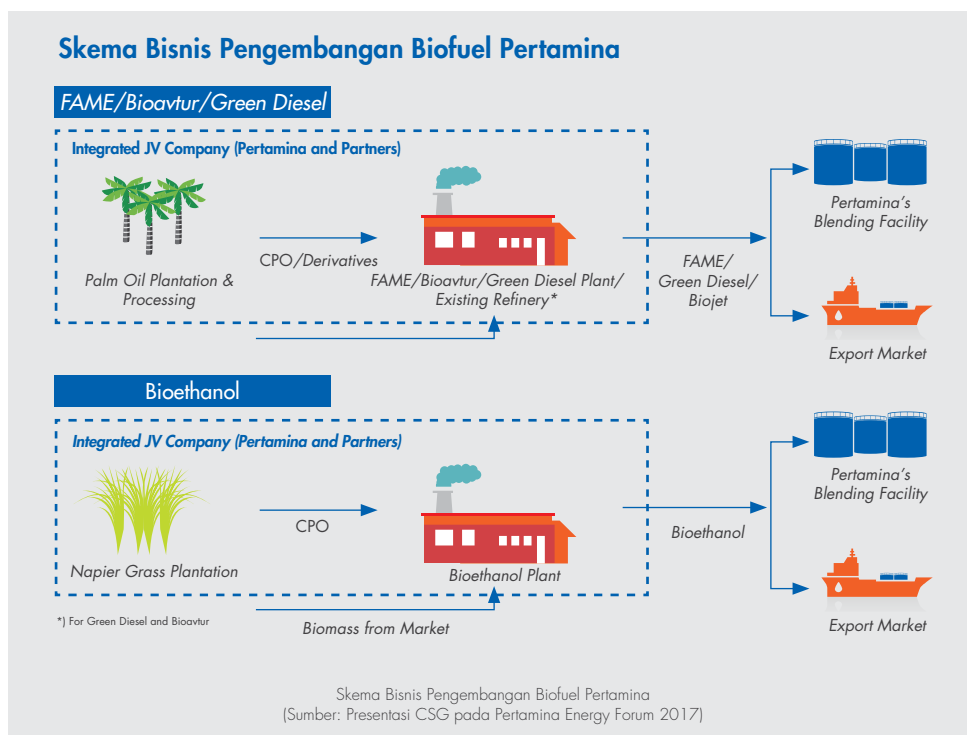 Skema Bisnis Pengembangan Biofuel Pertamina
FAME/Bioavtur/Green Diesel
Integrated JV Company (Pertamina and Partners)
Palm Oil Plantation &
Processing
CPO/Derivatives
FAME/Bioavtur/Green Diesel Plant/
Existing Refinery*
FAME/
Green Diesel/
Biojet
Pertamina's
Blending Facility
Export Market
Bioethanol
Integrated JV Company (Pertamina and Partners)
Napier Grass Plantation
CPO
Bioethanol Plant
Bioethanol
Pertamina's
Blending Facility
Export Market
*) For Green Diesel and Bioavtur
Biomass from Market
Skema Bisnis Pengembangan Biofuel Pertamina
(Sumber: Presentasi CSG pada Pertamina Energy Forum 2017)